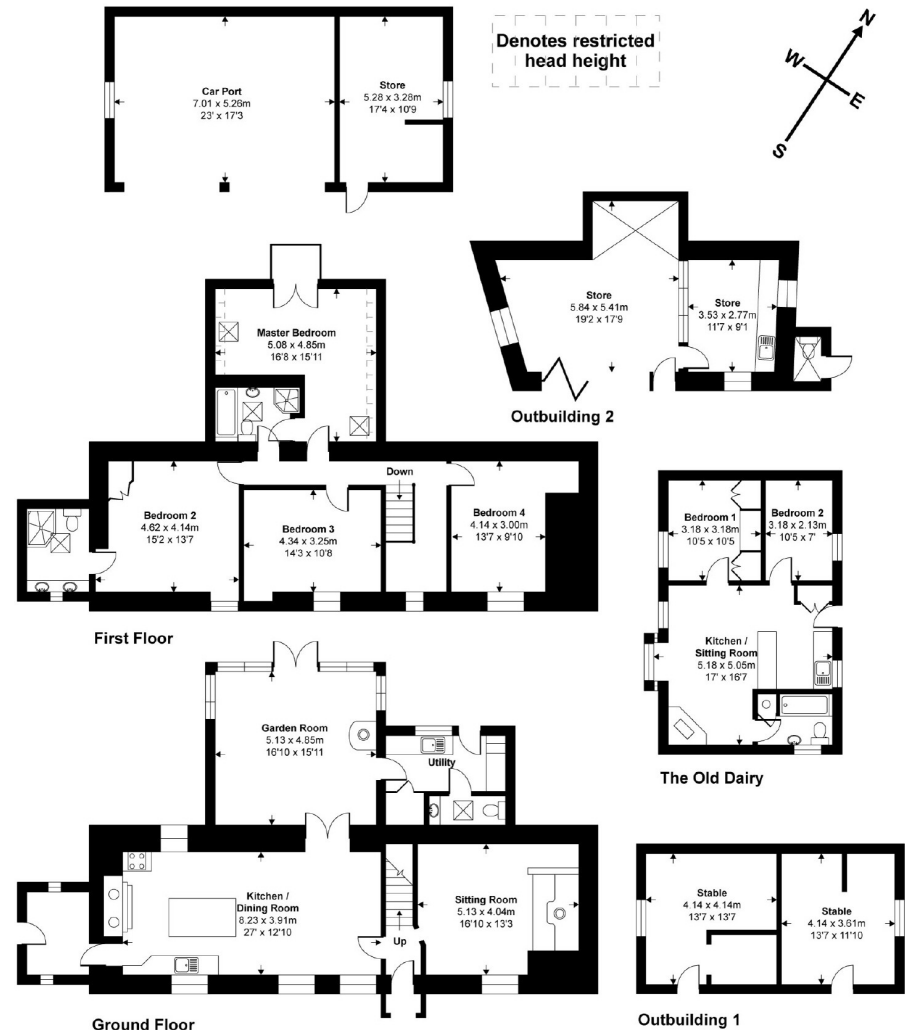 Denotes restricted
head height
N
W
E
S
Car Port
7.01 x 5.26m
23' x 17'3
Store
5.28 x 3.28m
17'4 x 10'9
Store
5.84 x 5.41m
19'2 x 17'9
Store
3.53 x 2.77m
11'7 x 9'1
Outbuilding 2
Master Bedroom
5.08 x 4.85m
16'8 x 15'11
Down
Bedroom 2
4.62 x 4.14m
15'2 x 13'7
Bedroom 3
4.34 x 3.25m
14'3 x 10'8
Bedroom 4
4.14 x 3.00m
13'7 x 9'10
First Floor
Bedroom 1
3.18 x 3.18m
10'5 x 10'5
Bedroom 2
3.18 x 2.13m
10'5 x 7'
Kitchen /
Sitting Room
5.18 x 5.05m
17' x 16'7
The Old Dairy
Garden Room
5.13 x 4.85m
16'10 x 15'11
Utility
Kitchen /
Dining Room
8.23 x 3.91m
27' x 12'10
Up
Sitting Room
5.13 x 4.04m
16'10 x 13'3
Ground Floor
Stable
4.14 x 4.14m
13'7 x 13'7
Stable
4.14 x 3.61m
13'7 x 11'10
Outbuilding 1